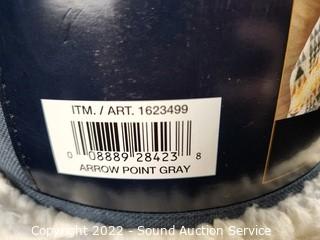 ITM. / ART. 1623499
0 08889 28423 8
ARROW POINT GRAY
Copyright 2022 - Sound Auction Service